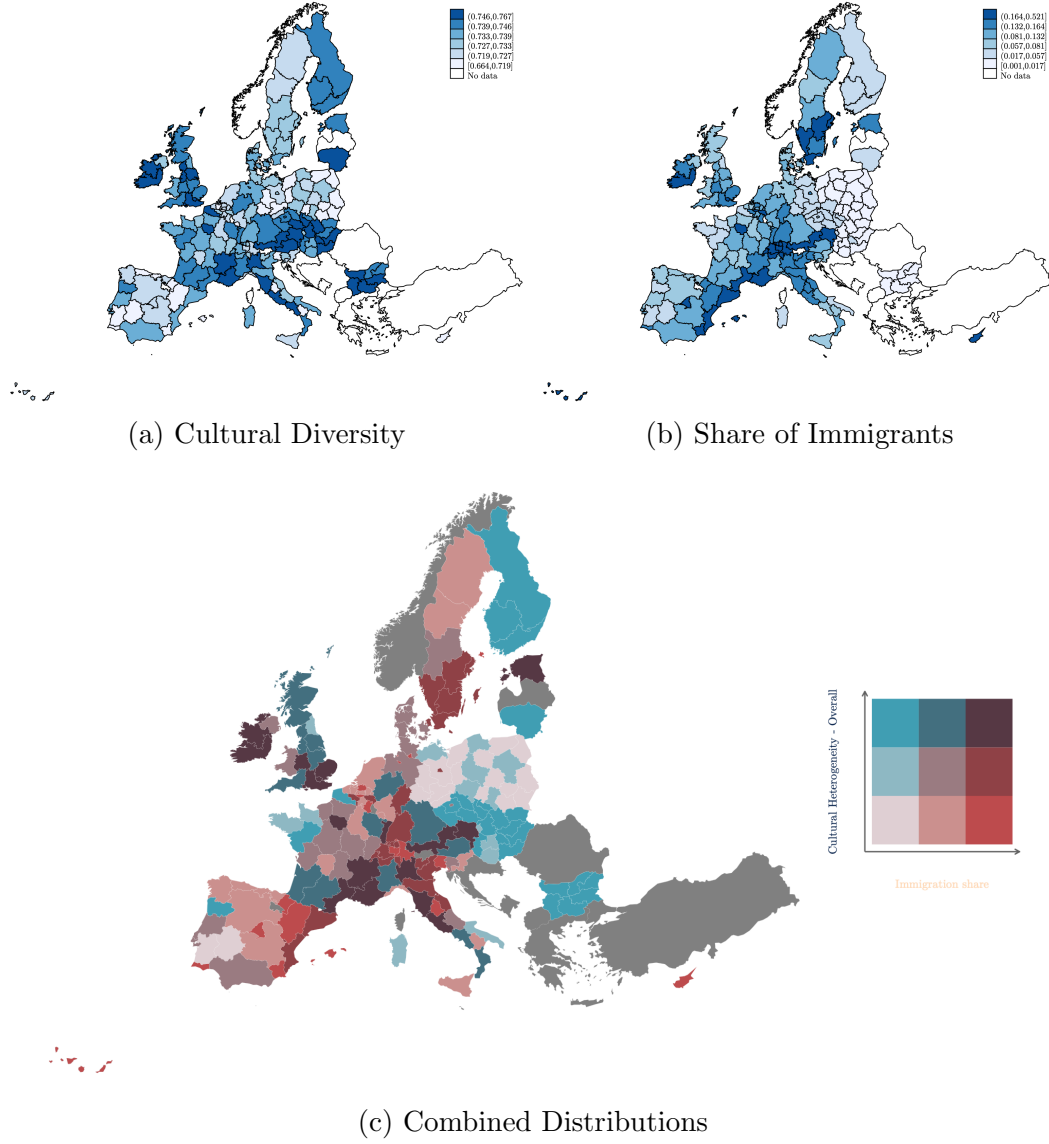 (0.746,0.767]
(0.739,0.746]
(0.733,0.739]
(0.727,0.733]
(0.719,0.727]
[0.664,0.719]
No data
(0.164,0.521]
(0.132,0.164]
(0.081,0.132]
(0.057,0.081]
(0.017,0.057]
[0.001,0.017]
No data
(a) Cultural Diversity
(b) Share of Immigrants
Cultural Heterogeneity - Overall
Immigration share
(c) Combined Distributions